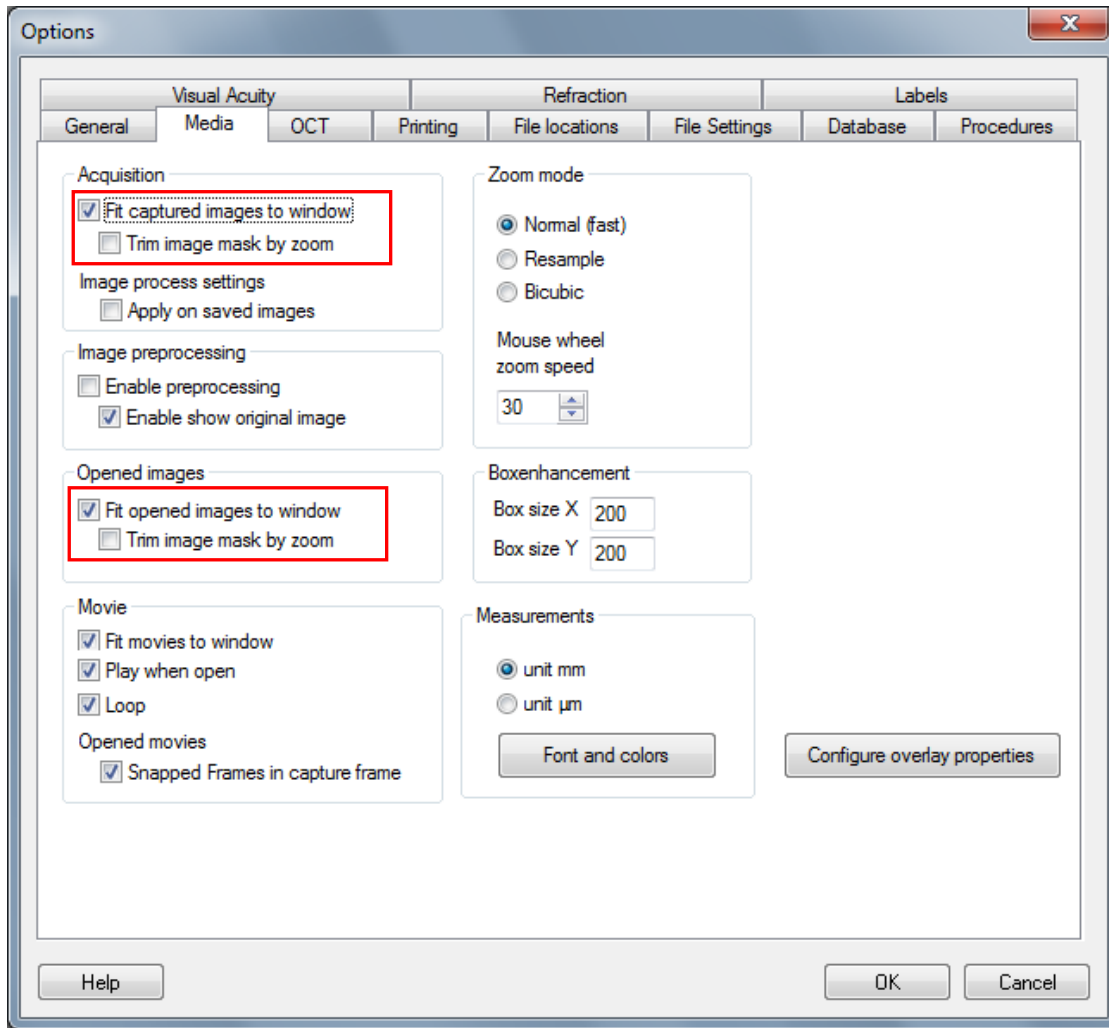 Options
Visual Acuity Refraction Labels
General Media OCT Printing File locations File Settings Database Procedures
Acquisition
Fit captured images to window
Trim image mask by zoom
Image process settings
Apply on saved images
Image preprocessing
Enable preprocessing
Enable show original image
Opened images
Fit opened images to window
Trim image mask by zoom
Movie
Fit movies to window
Play when open
Loop
Opened movies
Snapped Frames in capture frame
Zoom mode
Normal (fast)
Resample
Bicubic
Mouse wheel
zoom speed
30
Boxenhancement
Box size X 200
Box size Y 200
Measurements
unit mm
unit µm
Font and colors
Configure overlay properties
Help OK Cancel